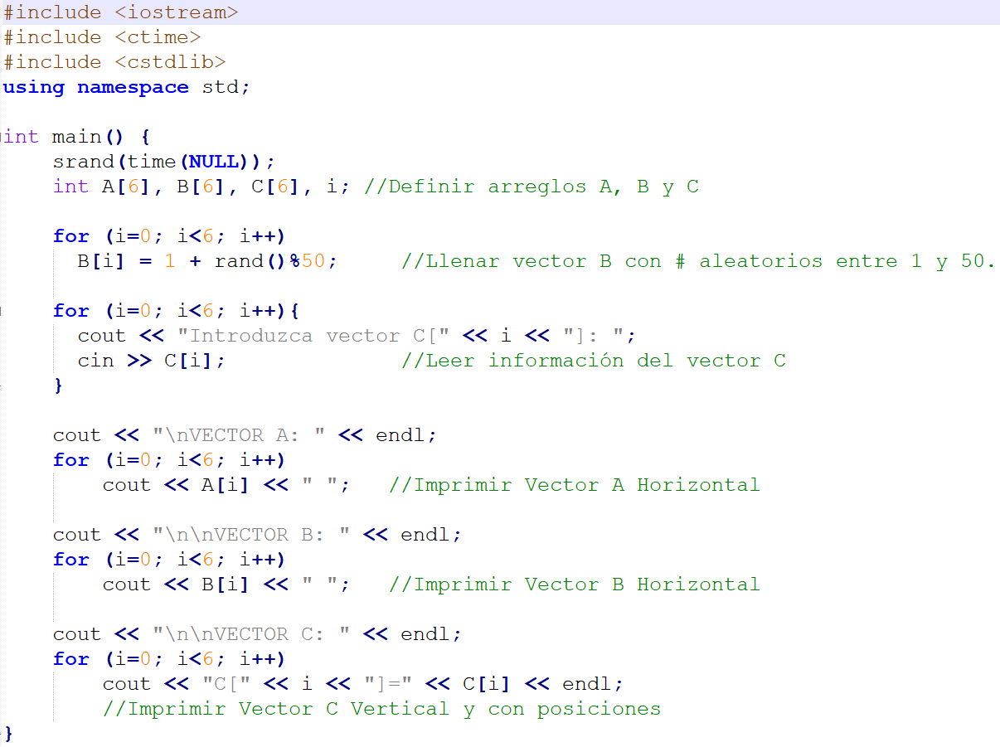 #include <iostream>
#include <ctime>
#include <cstdlib>
using namespace std;
int main() {
srand(time(NULL));
int A[6], B[6], C[6], i; //Definir arreglos A, B y C
for (i=0; i<6; i++)
B[i] = 1 + rand()%50; //Llenar vector B con # aleatorios entre 1 y 50.
for (i=0; i<6; i++){
cout << "Introduzca vector C[" << i << "]: ";
cin >> C[i]; //Leer información del vector C
}
cout << "\nVECTOR A: " << endl;
for (i=0; i<6; i++)
cout << A[i] << " "; //Imprimir Vector A Horizontal
cout << "\n\nVECTOR B: " << endl;
for (i=0; i<6; i++)
cout << B[i] << " "; //Imprimir Vector B Horizontal
cout << "\n\nVECTOR C: " << endl;
for (i=0; i<6; i++)
cout << "C[" << i << "]=" << C[i] << endl;
//Imprimir Vector C Vertical y con posiciones
}